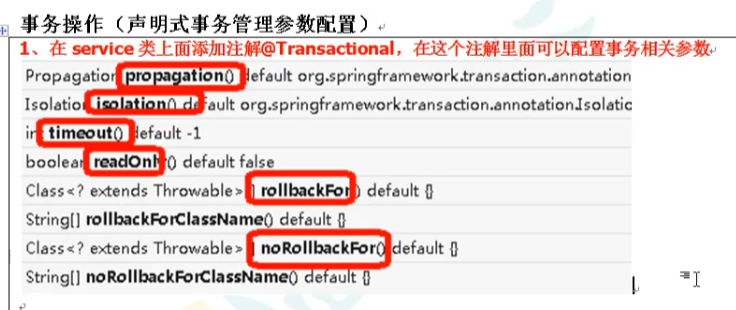 事务操作（声明式事务管理参数配置）
1、在 service 类上面添加注解@Transactional，在这个注解里面可以配置事务相关参数
Propagation propagation() default org.springframework.transaction.annotation
Isolation isolation() default org.springframework.transaction.annotation.Isolatic
int timeout() default -1
boolean readOnly() default false
Class<? extends Throwable>[] rollbackFor() default {}
String[] rollbackForClassName() default {}
Class<? extends Throwable>[] noRollbackFor() default {}
String[] noRollbackForClassName() default {}